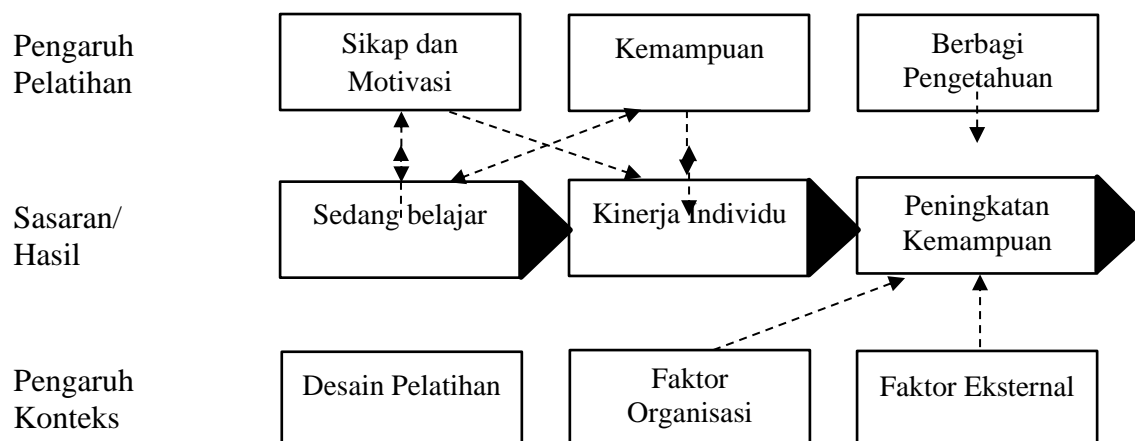 Pengaruh
Pelatihan
Sikap dan
Motivasi
Kemampuan
Berbagi
Pengetahuan
Sasaran/
Hasil
Sedang belajar
Kinerja Individu
Peningkatan
Kemampuan
Pengaruh
Konteks
Desain Pelatihan
Faktor
Organisasi
Faktor Eksternal